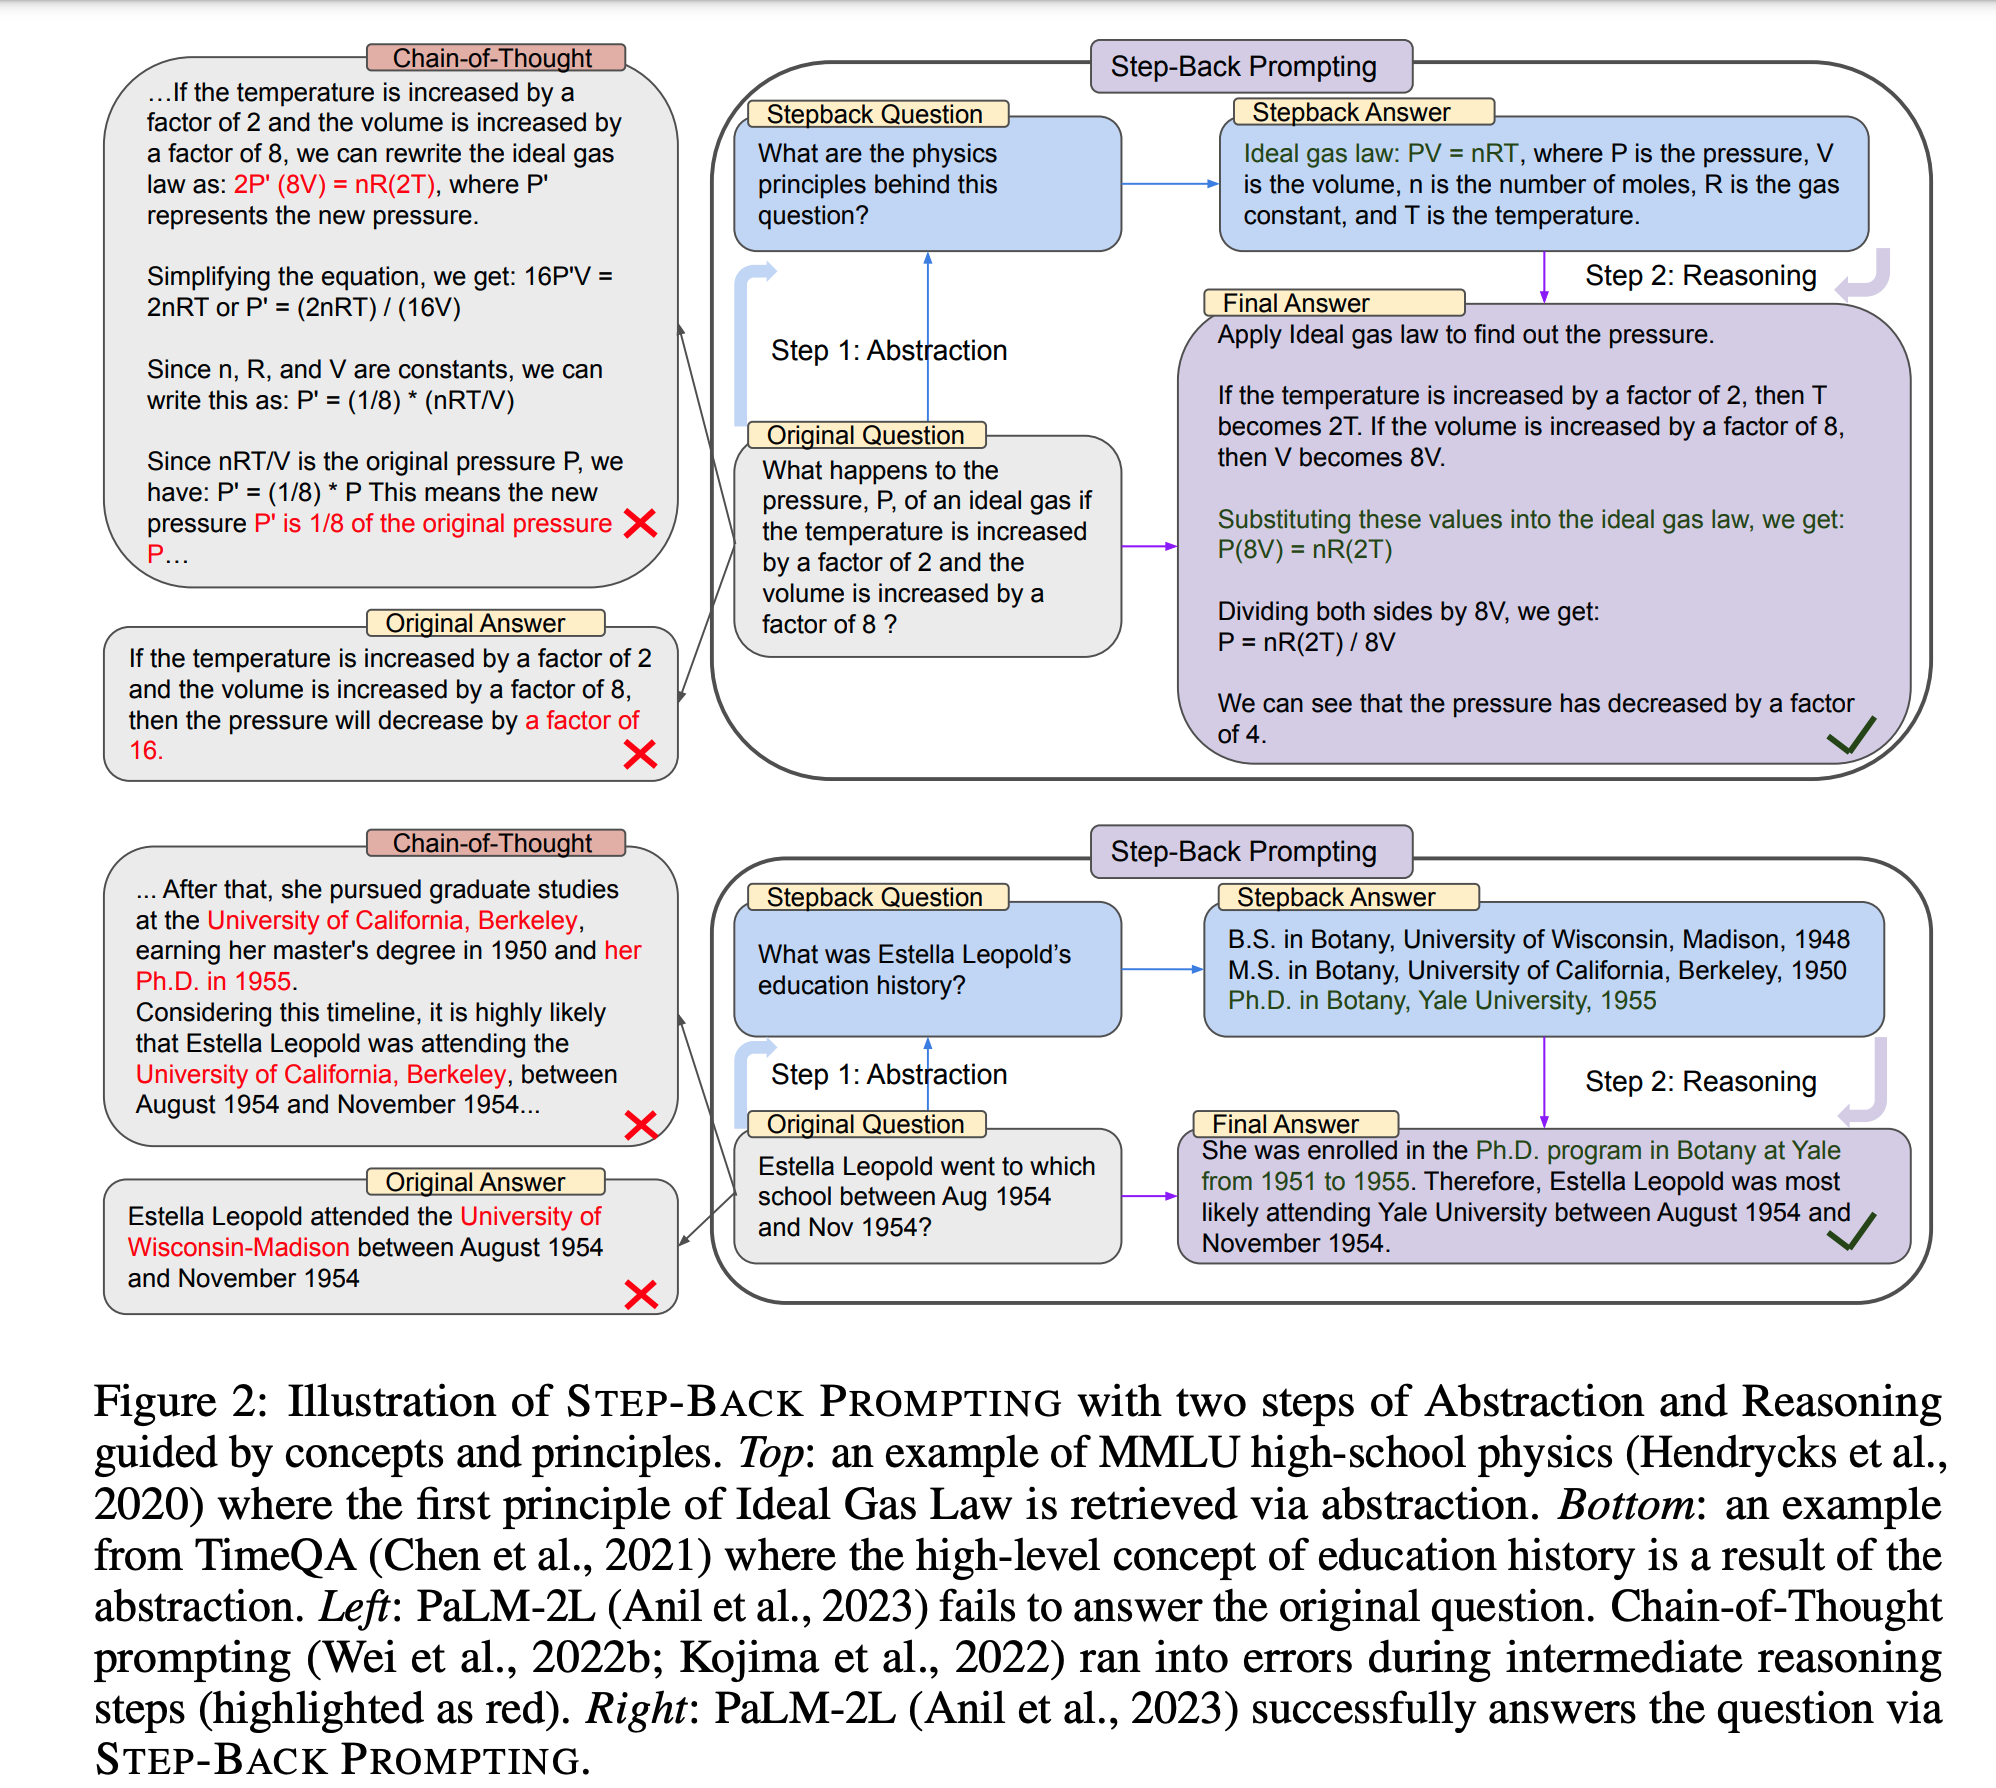 Chain-of-Thought
…If the temperature is increased by a
factor of 2 and the volume is increased by
a factor of 8, we can rewrite the ideal gas
law as: 2P' (8V) = nR(2T), where P'
represents the new pressure.
Simplifying the equation, we get: 16P'V =
2nRT or P' = (2nRT) / (16V)
Since n, R, and V are constants, we can
write this as: P' = (1/8) * (nRT/V)
Since nRT/V is the original pressure P, we
have: P' = (1/8) * P This means the new
pressure P' is 1/8 of the original pressure
P…
Original Answer
If the temperature is increased by a factor of 2
and the volume is increased by a factor of 8,
then the pressure will decrease by a factor of
16.
Step-Back Prompting
Stepback Question
What are the physics
principles behind this
question?
Stepback Answer
Ideal gas law: PV = nRT, where P is the pressure, V
is the volume, n is the number of moles, R is the gas
constant, and T is the temperature.
Step 1: Abstraction
Step 2: Reasoning
Original Question
What happens to the
pressure, P, of an ideal gas if
the temperature is increased
by a factor of 2 and the
volume is increased by a
factor of 8 ?
Final Answer
Apply Ideal gas law to find out the pressure.
If the temperature is increased by a factor of 2, then T
becomes 2T. If the volume is increased by a factor of 8,
then V becomes 8V.
Substituting these values into the ideal gas law, we get:
P(8V) = nR(2T)
Dividing both sides by 8V, we get:
P = nR(2T) / 8V
We can see that the pressure has decreased by a factor
of 4.
Chain-of-Thought
... After that, she pursued graduate studies
at the University of California, Berkeley,
earning her master's degree in 1950 and her
Ph.D. in 1955.
Considering this timeline, it is highly likely
that Estella Leopold was attending the
University of California, Berkeley, between
August 1954 and November 1954...
Original Answer
Estella Leopold attended the University of
Wisconsin-Madison between August 1954
and November 1954
Step-Back Prompting
Stepback Question
What was Estella Leopold’s
education history?
Stepback Answer
B.S. in Botany, University of Wisconsin, Madison, 1948
M.S. in Botany, University of California, Berkeley, 1950
Ph.D. in Botany, Yale University, 1955
Step 1: Abstraction
Step 2: Reasoning
Original Question
Estella Leopold went to which
school between Aug 1954
and Nov 1954?
Final Answer
She was enrolled in the Ph.D. program in Botany at Yale
from 1951 to 1955. Therefore, Estella Leopold was most
likely attending Yale University between August 1954 and
November 1954.
Figure 2: Illustration of STEP-BACK PROMPTING with two steps of Abstraction and Reasoning
guided by concepts and principles. Top: an example of MMLU high-school physics (Hendrycks et al.,
2020) where the first principle of Ideal Gas Law is retrieved via abstraction. Bottom: an example
from TimeQA (Chen et al., 2021) where the high-level concept of education history is a result of the
abstraction. Left: PaLM-2L (Anil et al., 2023) fails to answer the original question. Chain-of-Thought
prompting (Wei et al., 2022b; Kojima et al., 2022) ran into errors during intermediate reasoning
steps (highlighted as red). Right: PaLM-2L (Anil et al., 2023) successfully answers the question via
STEP-BACK PROMPTING.